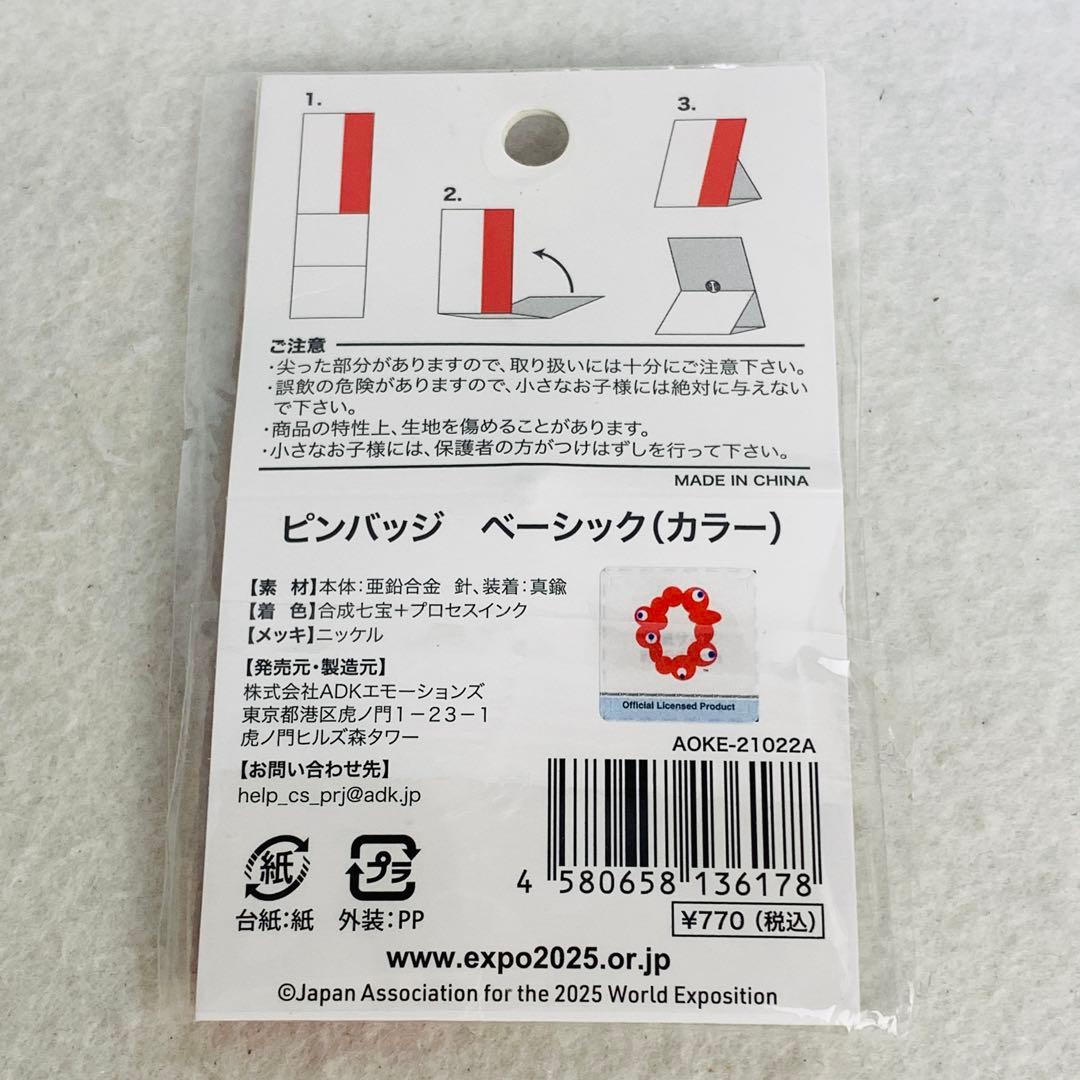 1.
2.
3.
1
ご注意
・尖った部分がありますので、取り扱いには十分にご注意下さい。
・誤飲の危険がありますので、小さなお子様には絶対に与えない
で下さい。
・商品の特性上、生地を傷めることがあります。
・小さなお子様には、保護者の方がつけはずしを行って下さい。
MADE IN CHINA
ピンバッジ ベーシック(カラー)
【素 材】本体:亜鉛合金 針、装着:真鍮
【着 色】合成七宝+プロセスインク
【メッキ】ニッケル
【発売元・製造元】
株式会社ADKエモーションズ
東京都港区虎ノ門1-23-1
虎ノ門ヒルズ森タワー
【お問い合わせ先】
help_cs_prj@adk.jp
Official Licensed Product
AOKE-21022A
4 580658 136178
紙
プラ
台紙:紙 外装:PP
¥770(税込)
www.expo2025.or.jp
©Japan Association for the 2025 World Exposition